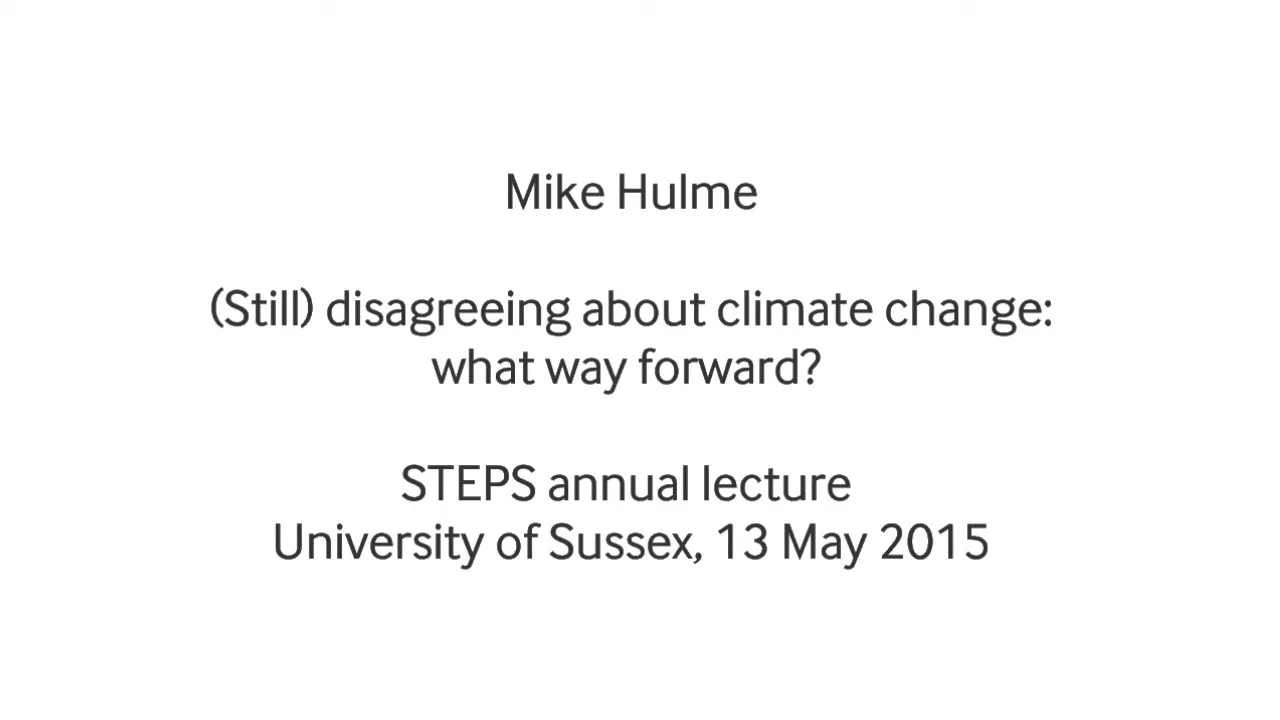 Mike Hulme
(Still) disagreeing about climate change:
what way forward?
STEPS annual lecture
University of Sussex, 13 May 2015